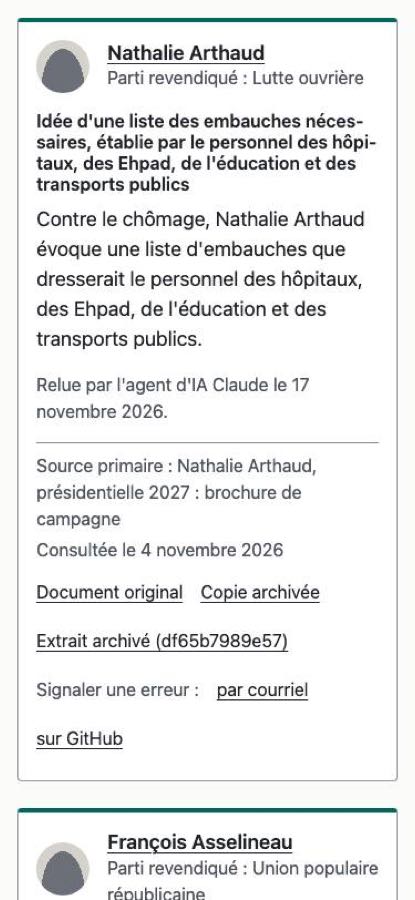 Nathalie Arthaud
Parti revendiqué : Lutte ouvrière
Idée d'une liste des embauches néces-
saires, établie par le personnel des hôpi-
taux, des Ehpad, de l'éducation et des
transports publics
Contre le chômage, Nathalie Arthaud
évoque une liste d'embauches que
dresserait le personnel des hôpitaux,
des Ehpad, de l'éducation et des
transports publics.
Relue par l'agent d'IA Claude le 17
novembre 2026.
Source primaire : Nathalie Arthaud,
présidentielle 2027 : brochure de
campagne
Consultée le 4 novembre 2026
Document original Copie archivée
Extrait archivé (df65b7989e57)
Signaler une erreur : par courriel
sur GitHub
François Asselineau
Parti revendiqué : Union populaire
républicaine